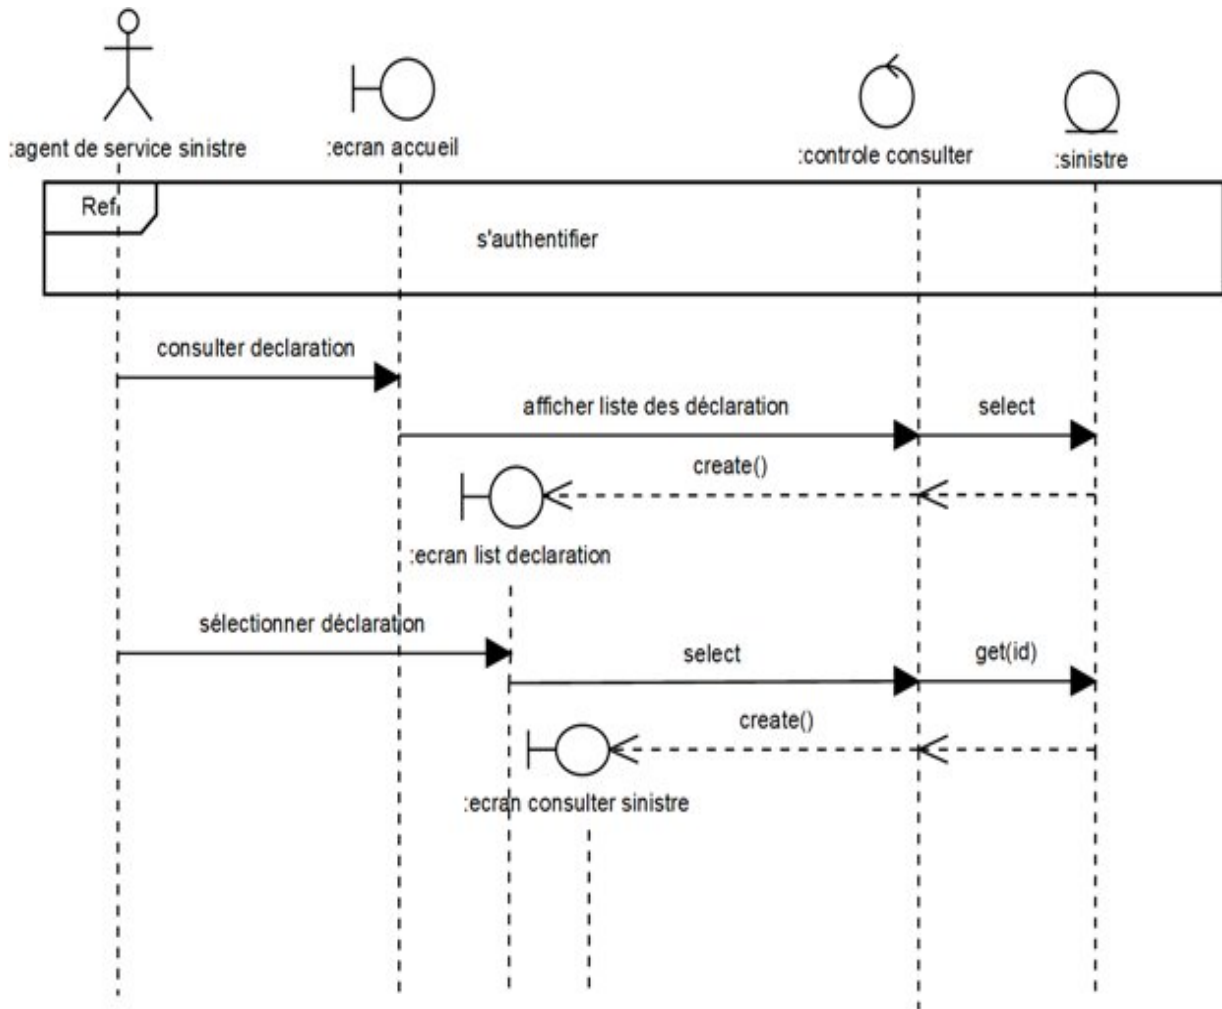 :agent de service sinistre
:ecran accueil
:controle consulter
:sinistre
Ref
s'authentifier
consulter declaration
afficher liste des déclaration
select
create()
:ecran list declaration
sélectionner déclaration
select
get(id)
create()
:ecran consulter sinistre